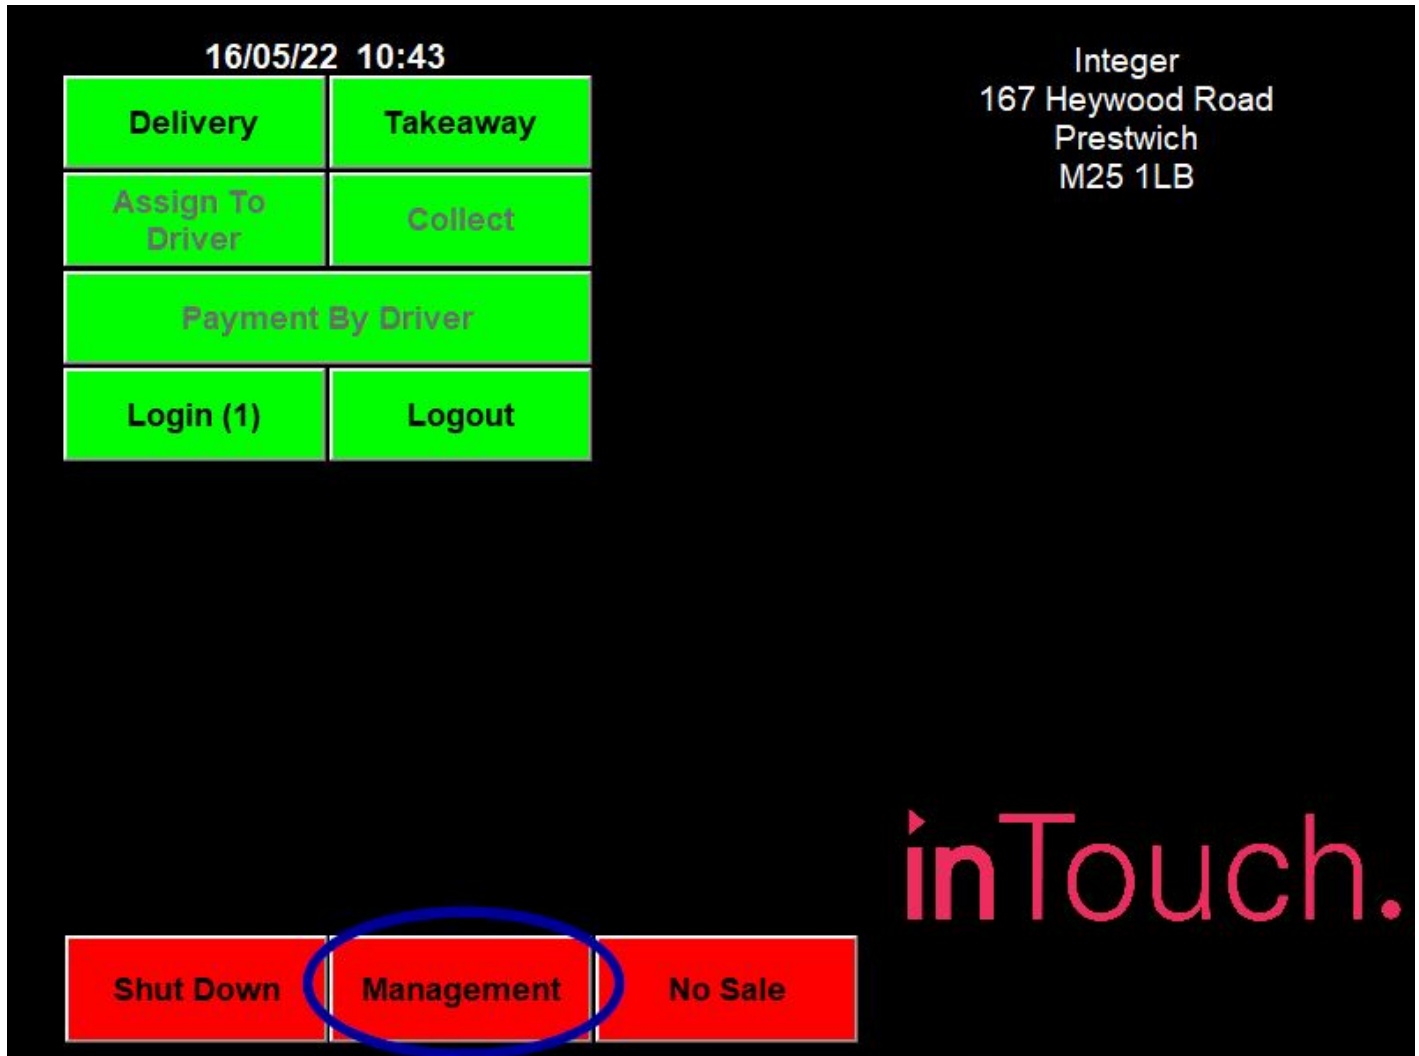 16/05/22 10:43
Integer
167 Heywood Road
Prestwich
M25 1LB
Delivery
Takeaway
Assign To
Driver
Collect
Payment By Driver
Login (1)
Logout
inTouch.
Shut Down
Management
No Sale